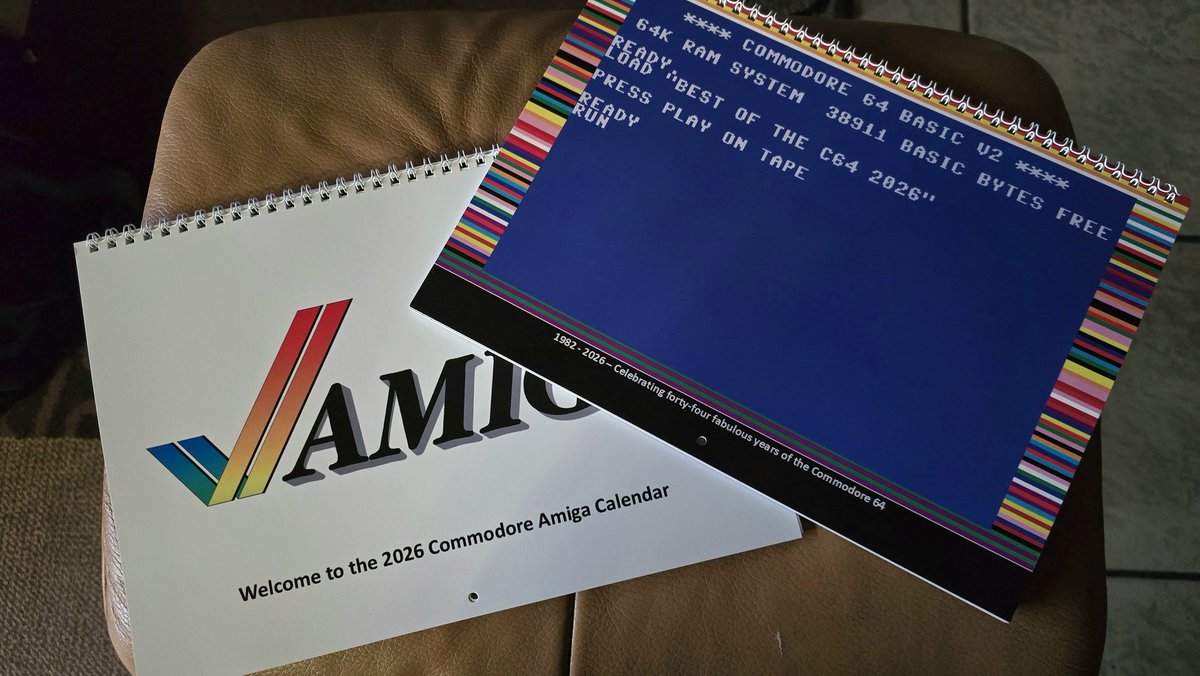 **** COMMODORE 64 BASIC V2 ****
64K RAM SYSTEM 38911 BASIC BYTES FREE
READY
LOAD "BEST OF THE C64 2026"
PRESS PLAY ON TAPE
READY
RUN
1982 - 2026 – Celebrating forty-four fabulous years of the Commodore 64
AMIG
Welcome to the 2026 Commodore Amiga Calendar